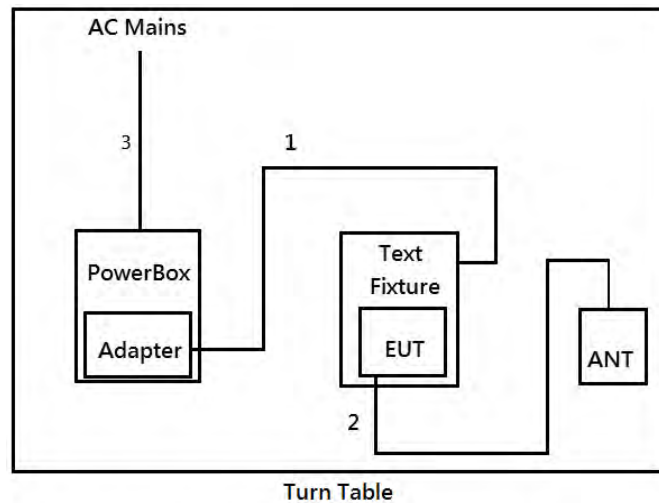 AC Mains
3
1
PowerBox
Adapter
Text
Fixture
EUT
ANT
2
Turn Table